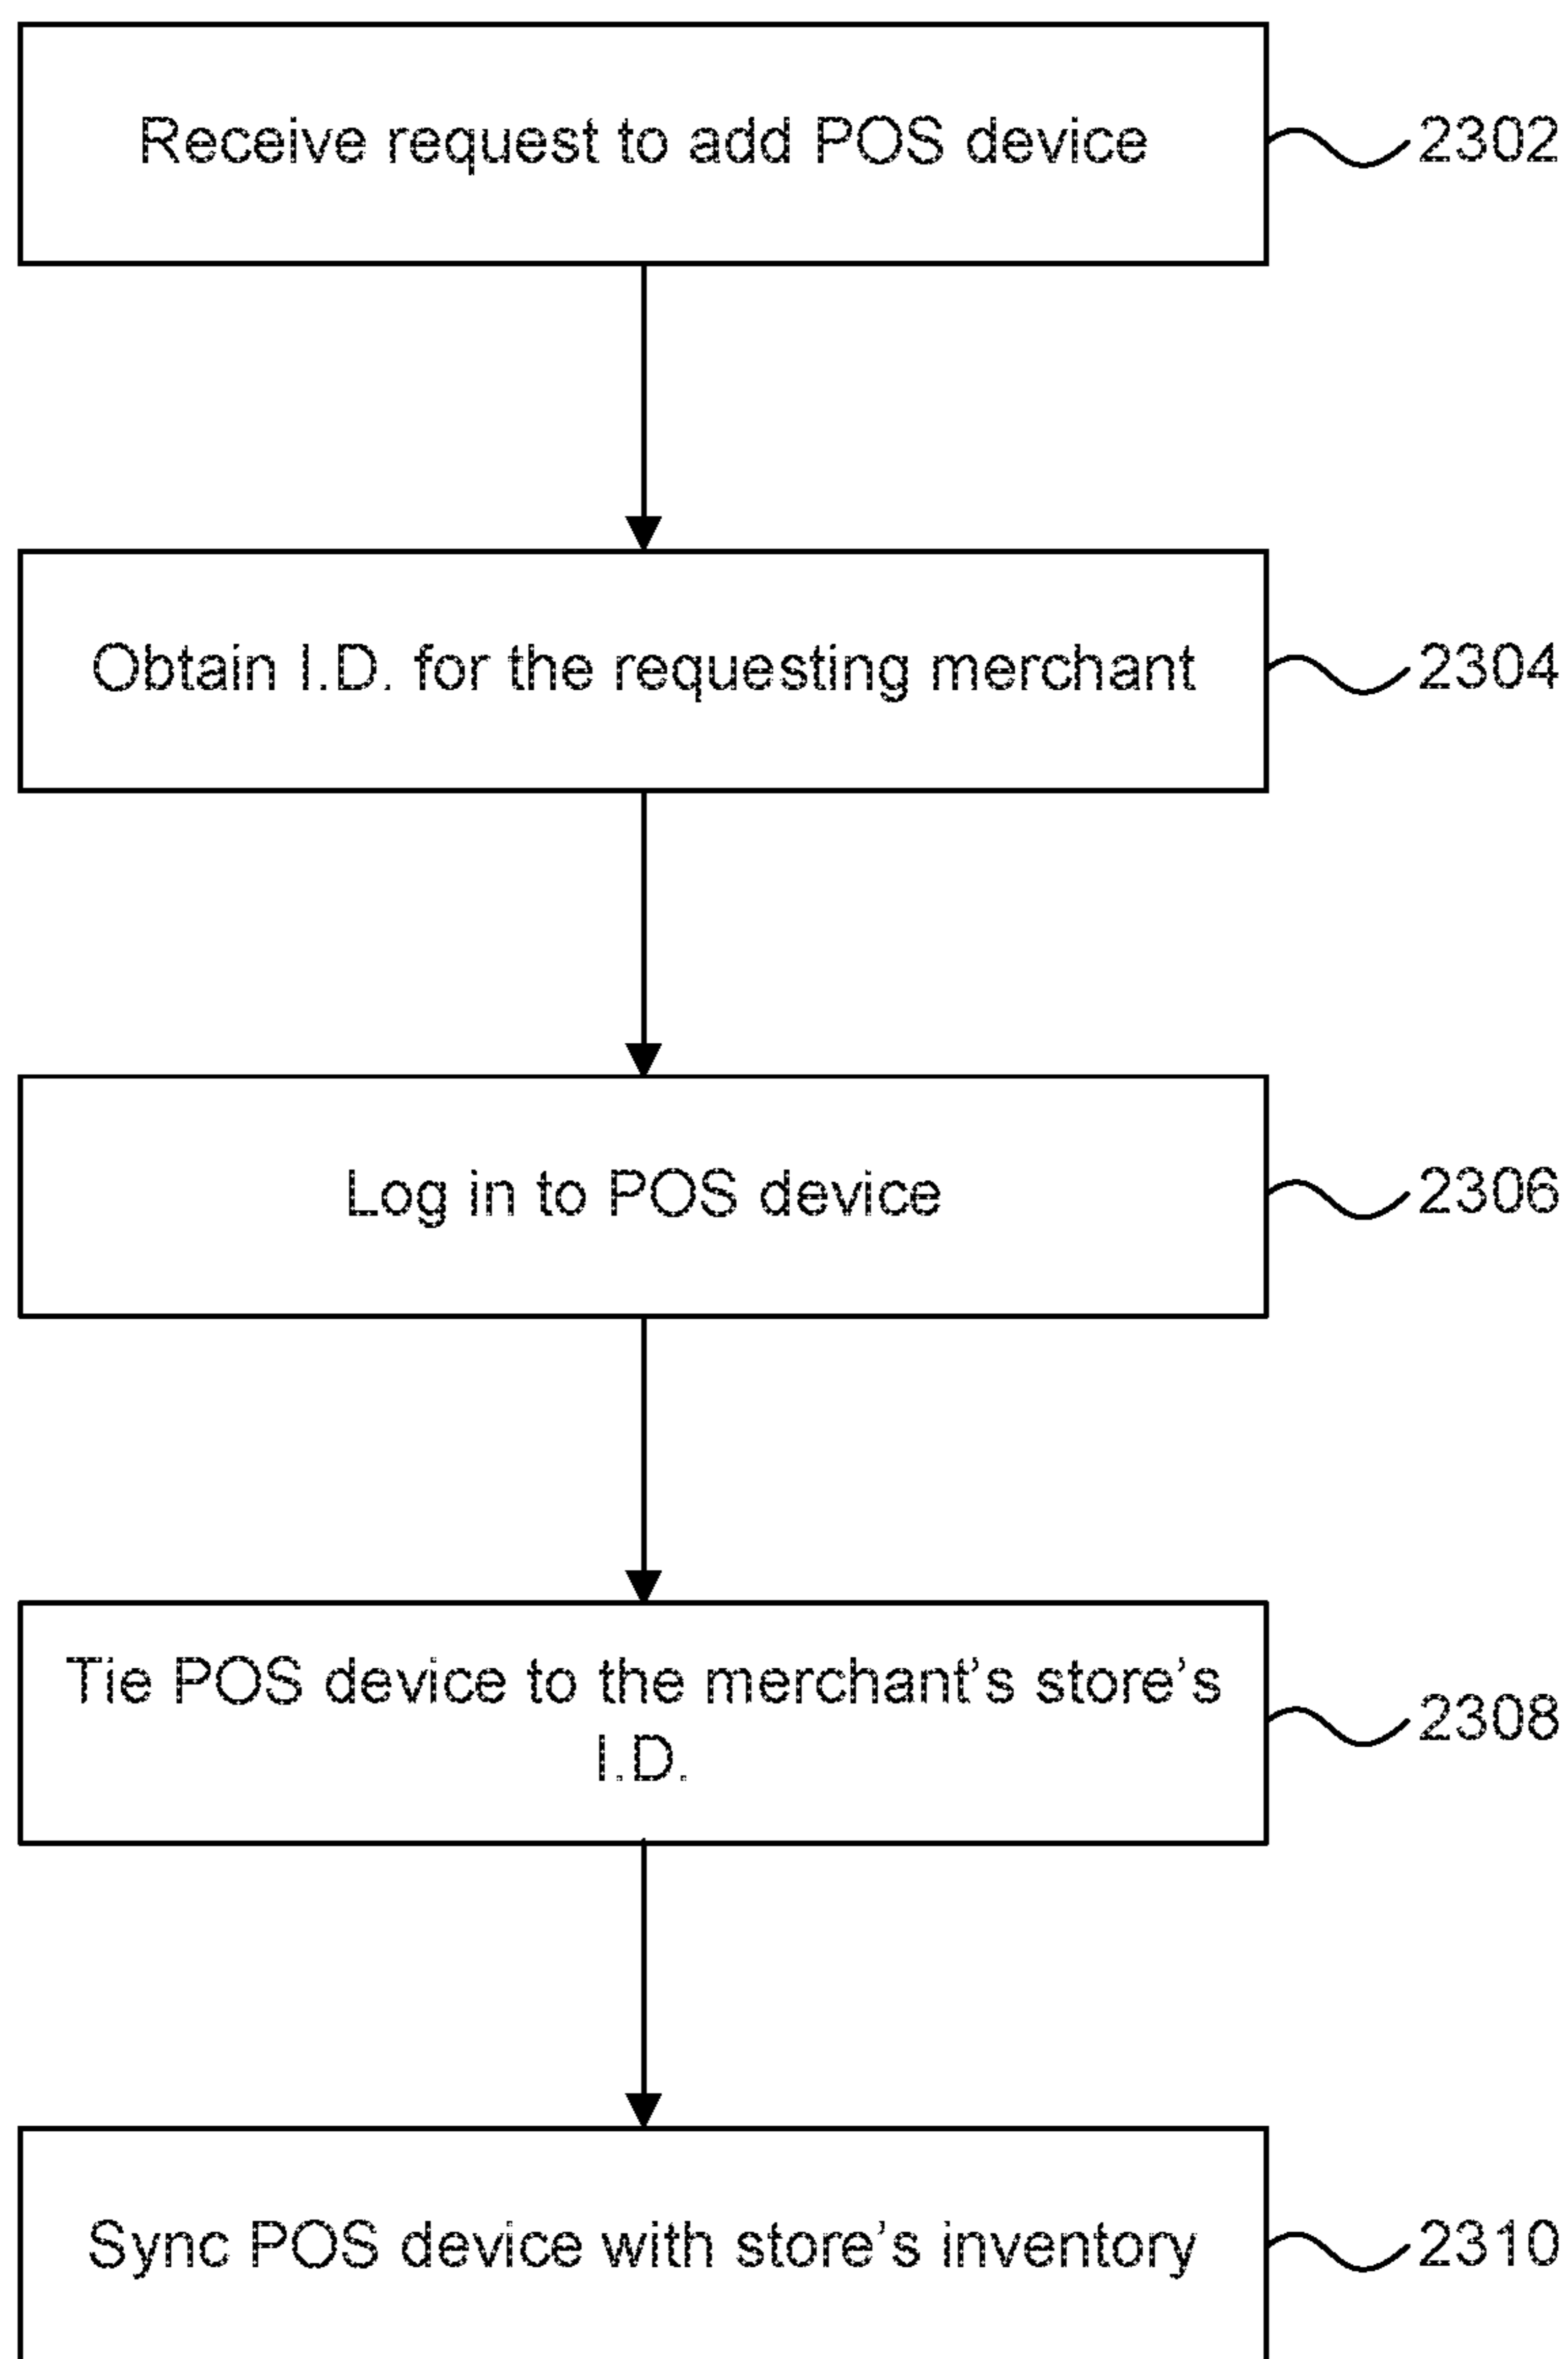 Receive request to add POS device
2302
Obtain I.D. for the requesting merchant
2304
Log in to POS device
2306
Tie POS device to the merchant's store's
I.D.
2308
Sync POS device with store's inventory
2310